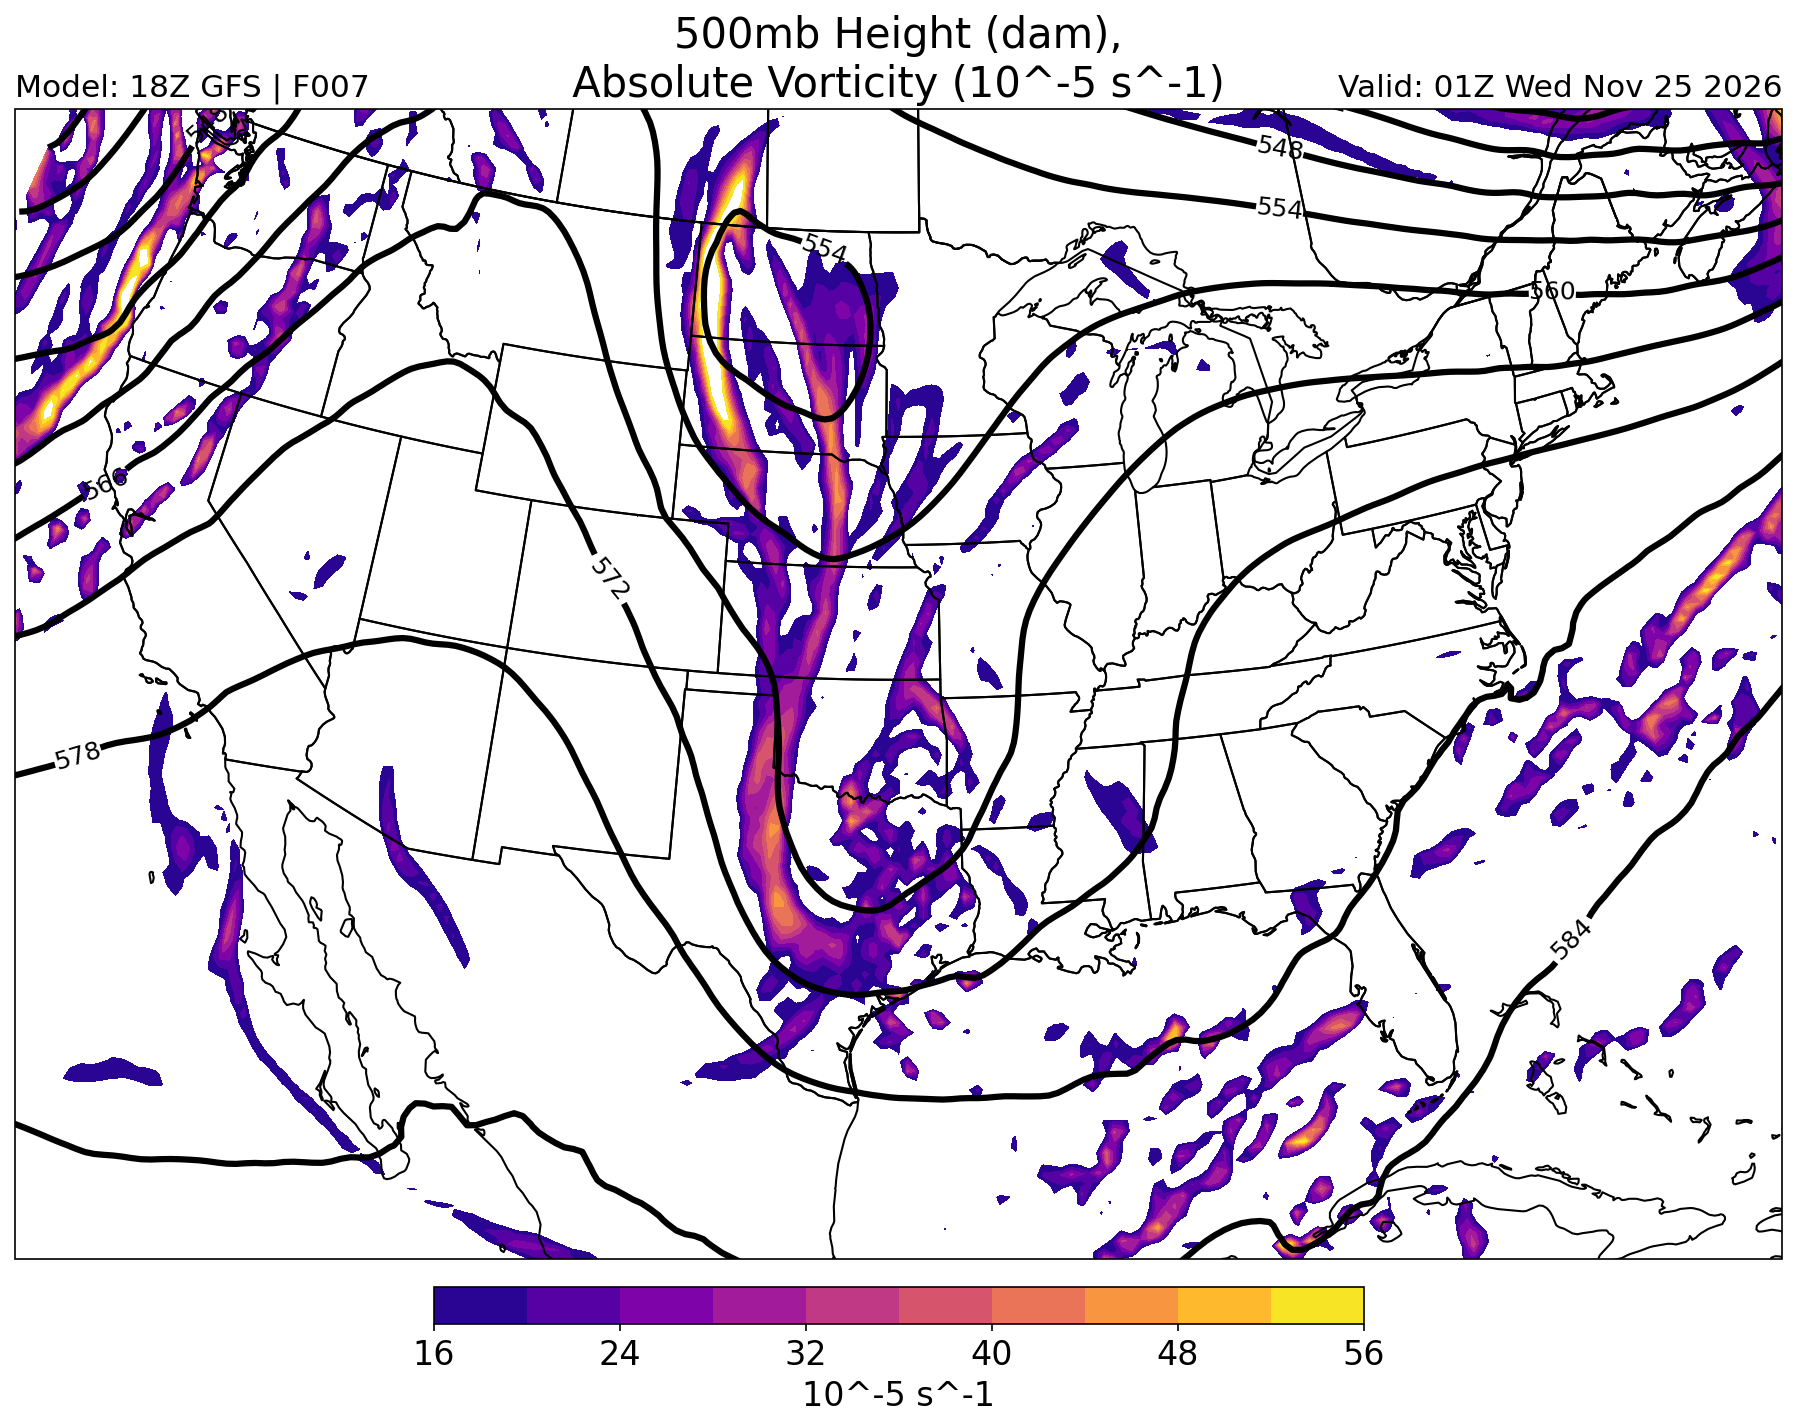 500mb Height (dam),
Model: 18Z GFS | F007
Absolute Vorticity (10^-5 s^-1)
Valid: 01Z Wed Nov 25 2026
548
554
554
560
566
572
578
584
16 24 32 40 48 56
10^-5 s^-1